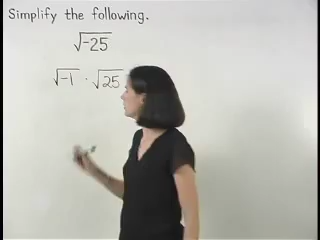 Simplify the following.
√-25
√-1 · √25